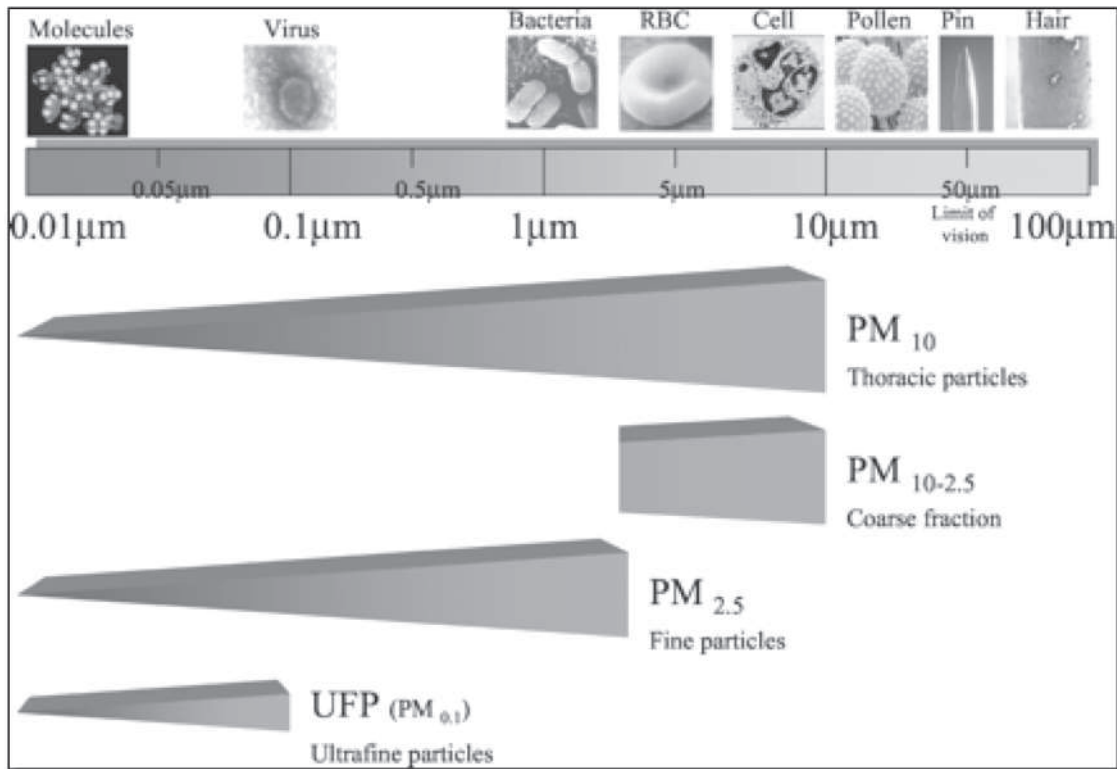 Molecules Virus Bacteria RBC Cell Pollen Pin Hair
0.05μm 0.5μm 5μm 50μm
0.01μm 0.1μm 1μm 10μm 100μm
Limit of
vision
PM 10
Thoracic particles
PM 10-2.5
Coarse fraction
PM 2.5
Fine particles
UFP (PM 0.1)
Ultrafine particles